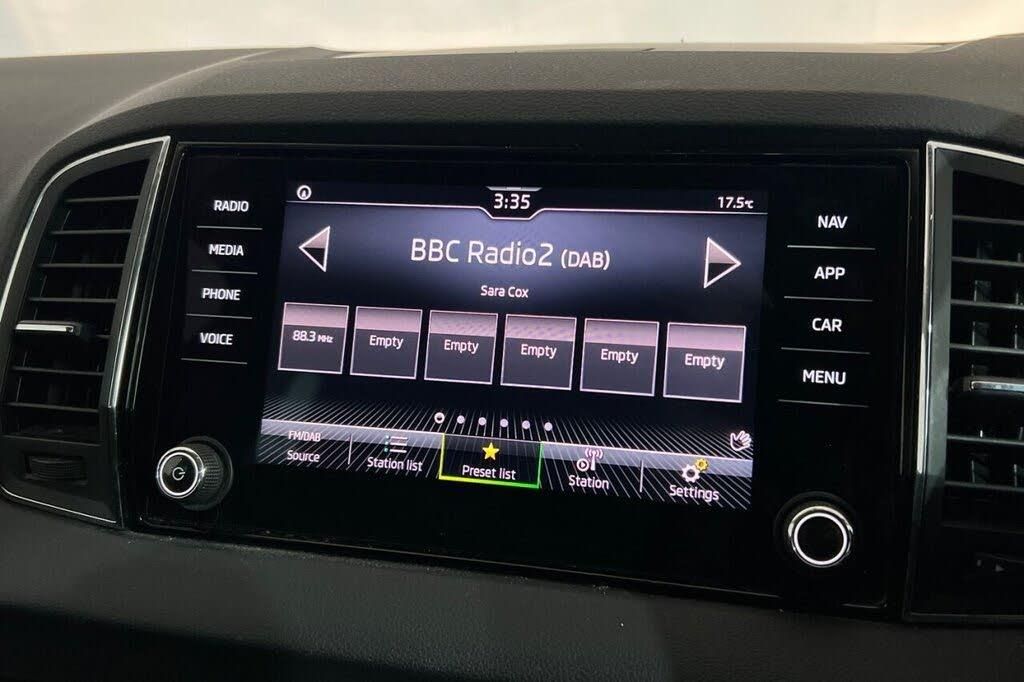 RADIO
MEDIA
PHONE
VOICE
3:35
17.5°C
BBC Radio2 (DAB)
Sara Cox
88.3 MHz
Empty
Empty
Empty
Empty
Empty
FM/DAB
Source
Station list
Preset list
Station
Settings
NAV
APP
CAR
MENU